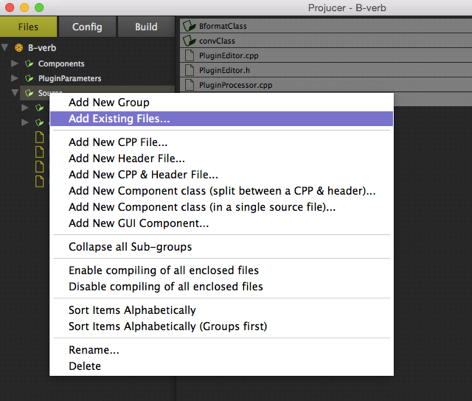 Projucer - B-verb
Files
Config
Build
B-verb
Components
PluginParameters
Source
BformatClass
convClass
PluginEditor.cpp
PluginEditor.h
PluginProcessor.cpp
Add New Group
Add Existing Files...
Add New CPP File...
Add New Header File...
Add New CPP & Header File...
Add New Component class (split between a CPP & header)...
Add New Component class (in a single source file)...
Add New GUI Component...
Collapse all Sub-groups
Enable compiling of all enclosed files
Disable compiling of all enclosed files
Sort Items Alphabetically
Sort Items Alphabetically (Groups first)
Rename...
Delete